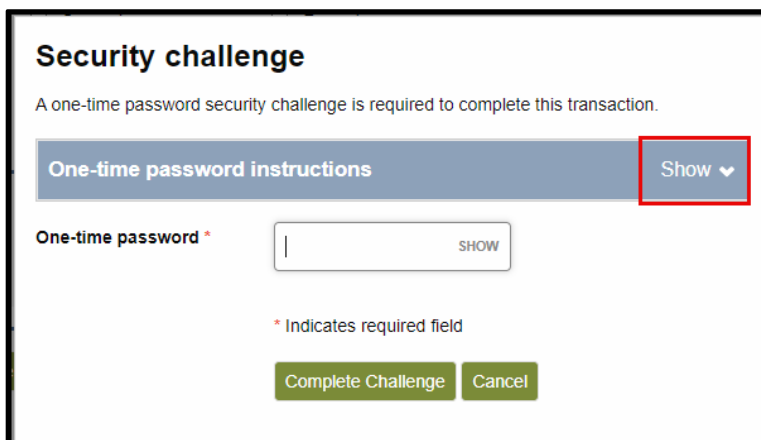 Security challenge
A one-time password security challenge is required to complete this transaction.
One-time password instructions Show
One-time password * SHOW
* Indicates required field
Complete Challenge Cancel